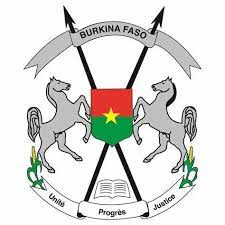 BURKINA FASO
Unité
Progrès
Justice